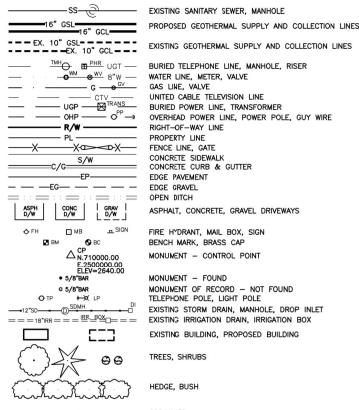 SS EXISTING SANITARY SEWER, MANHOLE
16" GSL
16" GCL
PROPOSED GEOTHERMAL SUPPLY AND COLLECTION LINES
EX. 10" GSL
EX. 10" GCL
EXISTING GEOTHERMAL SUPPLY AND COLLECTION LINES
TMH PHR UGT BURIED TELEPHONE LINE, MANHOLE, RISER
WM WV 8"W WATER LINE, METER, VALVE
G GV GAS LINE, VALVE
CTV UNITED CABLE TELEVISION LINE
UGP TRANS BURIED POWER LINE, TRANSFORMER
OHP PP OVERHEAD POWER LINE, POWER POLE, GUY WIRE
R/W RIGHT-OF-WAY LINE
PL PROPERTY LINE
X X X FENCE LINE, GATE
S/W CONCRETE SIDEWALK
C/G CONCRETE CURB & GUTTER
EP EDGE PAVEMENT
EG EDGE GRAVEL
OPEN DITCH
ASPH D/W CONC D/W GRAV D/W ASPHALT, CONCRETE, GRAVEL DRIVEWAYS
FH MB SIGN FIRE HYDRANT, MAIL BOX, SIGN
BM BC BENCH MARK, BRASS CAP
CP
N.710000.00
E.2500000.00
ELEV=2640.00
MONUMENT - CONTROL POINT
5/8"BAR MONUMENT - FOUND
5/8"BAR MONUMENT OF RECORD - NOT FOUND
TP LP TELEPHONE POLE, LIGHT POLE
12"SD SDMH DI EXISTING STORM DRAIN, MANHOLE, DROP INLET
18"IRR IRR. BOX EXISTING IRRIGATION DRAIN, IRRIGATION BOX
EXISTING BUILDING, PROPOSED BUILDING
TREES, SHRUBS
HEDGE, BUSH